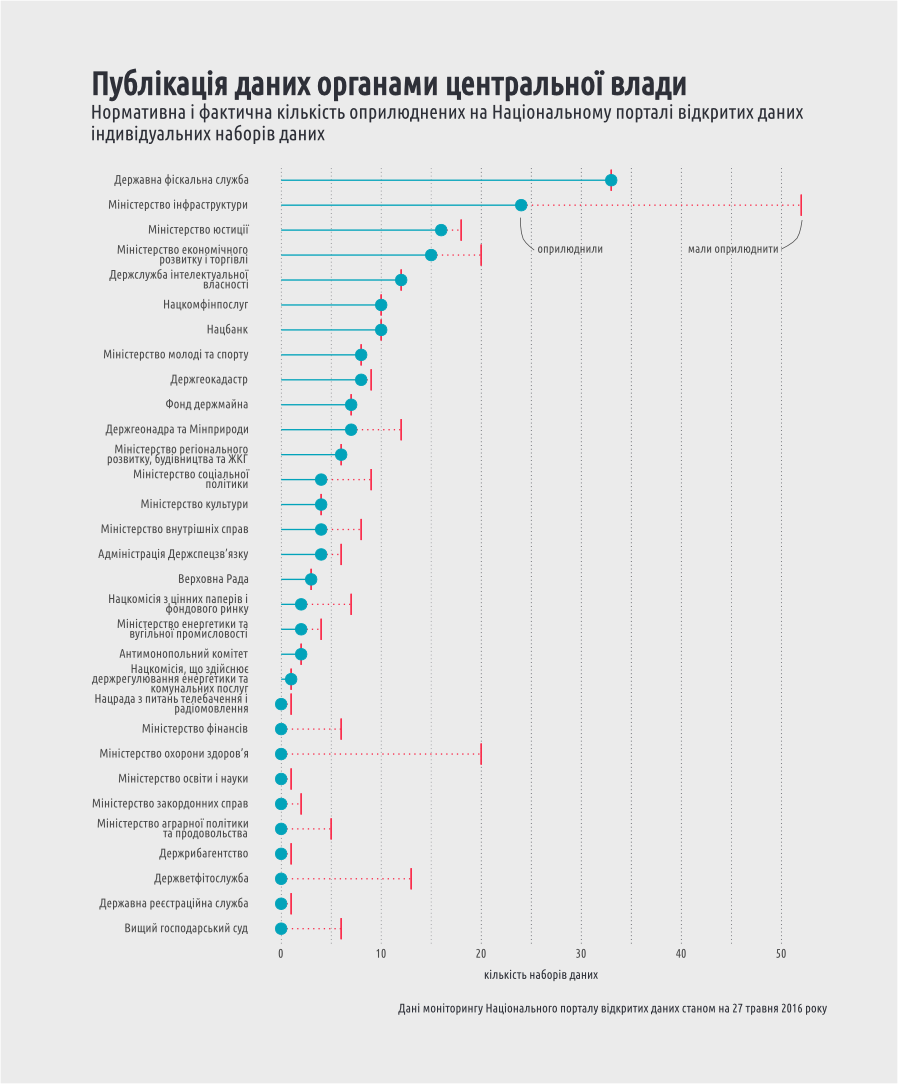 Публікація даних органами центральної влади
Нормативна і фактична кількість оприлюднених на Національному порталі відкритих даних
індивідуальних наборів даних
Державна фіскальна служба
Міністерство інфраструктури
Міністерство юстиції
оприлюднили
мали оприлюднити
Міністерство економічного
розвитку і торгівлі
Держслужба інтелектуальної
власності
Нацкомфінпослуг
Нацбанк
Міністерство молоді та спорту
Держгеокадастр
Фонд держмайна
Держгеонадра та Мінприроди
Міністерство регіонального
розвитку, будівництва та ЖКГ
Міністерство соціальної
політики
Міністерство культури
Міністерство внутрішніх справ
Адміністрація Держспецзв'язку
Верховна Рада
Нацкомісія з цінних паперів і
фондового ринку
Міністерство енергетики та
вугільної промисловості
Антимонопольний комітет
Нацкомісія, що здійснює
держрегулювання енергетики та
комунальних послуг
Нацрада з питань телебачення і
радіомовлення
Міністерство фінансів
Міністерство охорони здоров'я
Міністерство освіти і науки
Міністерство закордонних справ
Міністерство аграрної політики
та продовольства
Держрибагентство
Держветфітослужба
Державна реєстраційна служба
Вищий господарський суд
0 10 20 30 40 50
кількість наборів даних
Дані моніторингу Національного порталу відкритих даних станом на 27 травня 2016 року